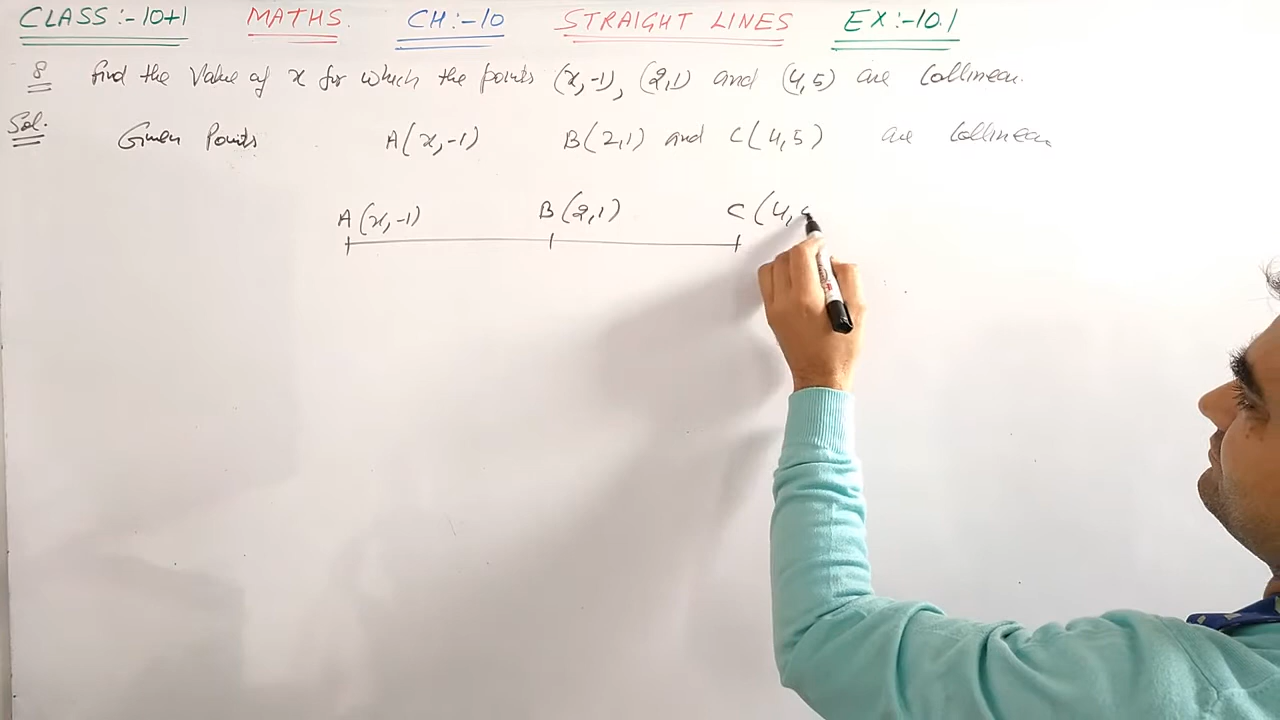 CLASS :- 10+1 MATHS. CH :- 10 STRAIGHT LINES EX :- 10.1
8 find the Value of x for which the points (x,-1), (2,1) and (4,5) are Collinear.
Sol. Given Points A(x,-1) B(2,1) and C(4,5) are Collinear
A(x,-1) B(2,1) C(4,